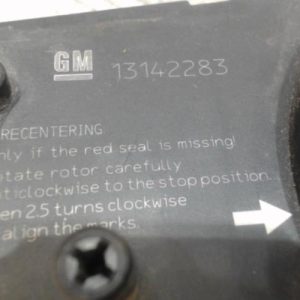 GM 13142283
RECENTERING
nly if the red seal is missing!
tate rotor carefully
ticlockwise to the stop position...
en 2.5 turns clockwise
align the marks.